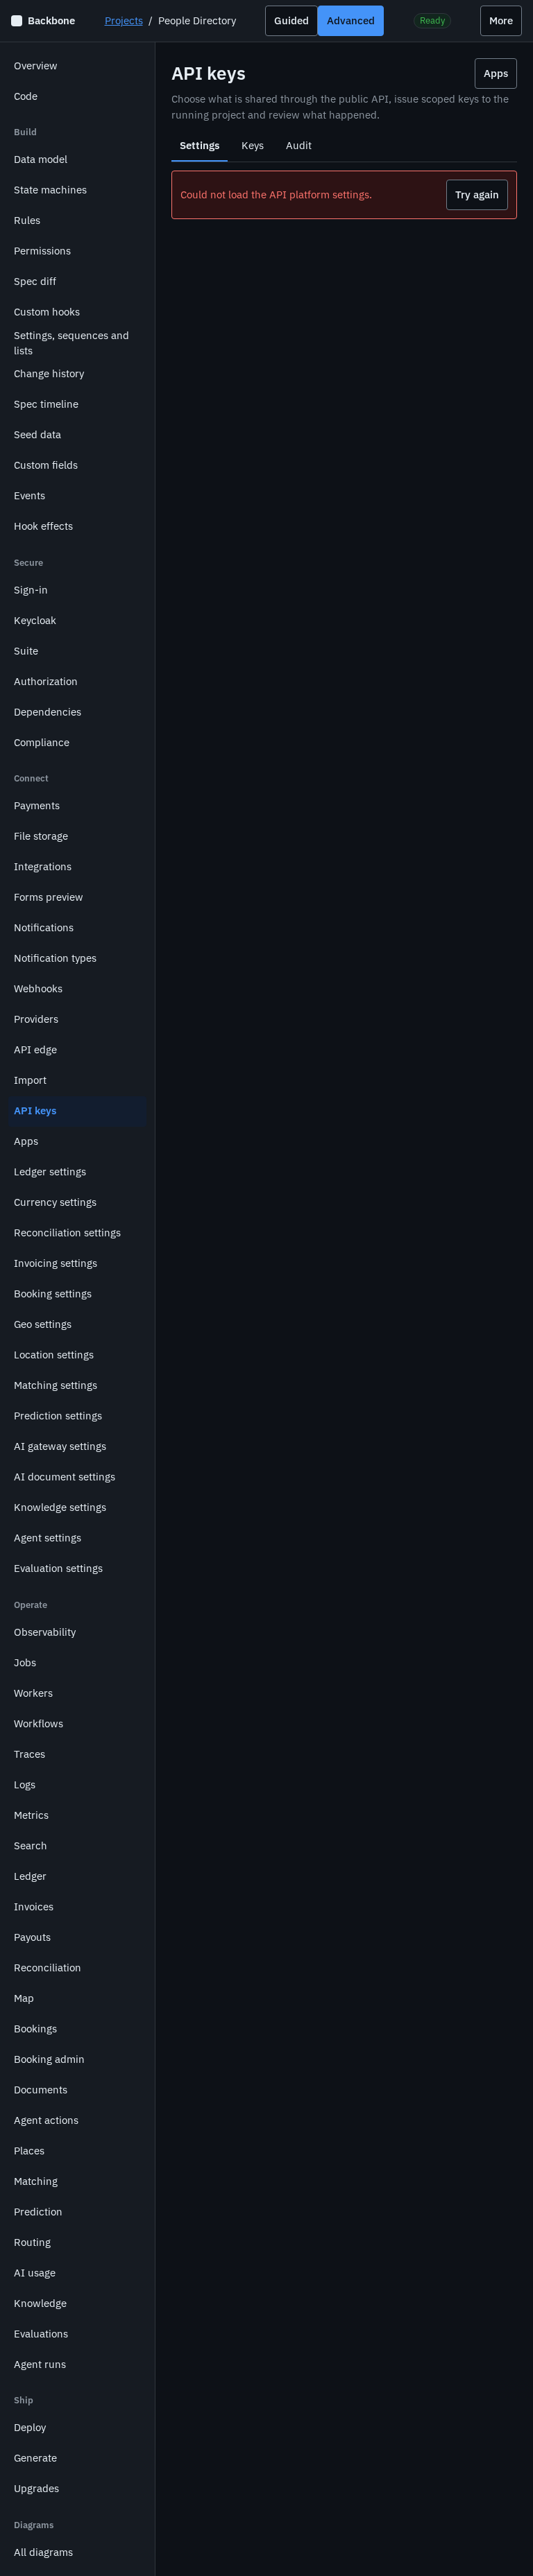 Backbone
Projects / People Directory
Guided
Advanced
Ready
More
Overview
Code
Build
Data model
State machines
Rules
Permissions
Spec diff
Custom hooks
Settings, sequences and
lists
Change history
Spec timeline
Seed data
Custom fields
Events
Hook effects
Secure
Sign-in
Keycloak
Suite
Authorization
Dependencies
Compliance
Connect
Payments
File storage
Integrations
Forms preview
Notifications
Notification types
Webhooks
Providers
API edge
Import
API keys
Apps
Ledger settings
Currency settings
Reconciliation settings
Invoicing settings
Booking settings
Geo settings
Location settings
Matching settings
Prediction settings
AI gateway settings
AI document settings
Knowledge settings
Agent settings
Evaluation settings
Operate
Observability
Jobs
Workers
Workflows
Traces
Logs
Metrics
Search
Ledger
Invoices
Payouts
Reconciliation
Map
Bookings
Booking admin
Documents
Agent actions
Places
Matching
Prediction
Routing
AI usage
Knowledge
Evaluations
Agent runs
Ship
Deploy
Generate
Upgrades
Diagrams
All diagrams
API keys
Apps
Choose what is shared through the public API, issue scoped keys to the
running project and review what happened.
Settings
Keys
Audit
Could not load the API platform settings.
Try again